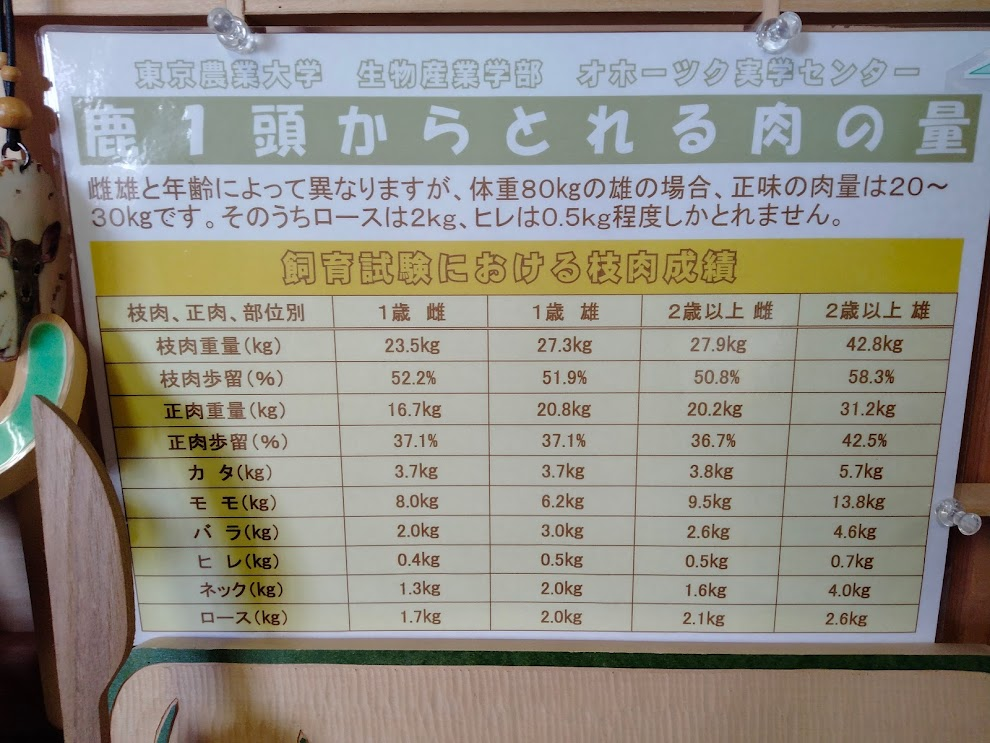 東京農業大学 生物産業学部 オホーツク実学センター
鹿1頭からとれる肉の量
雌雄と年齢によって異なりますが、体重80kgの雄の場合、正味の肉量は20～
30kgです。そのうちロースは2kg、ヒレは0.5kg程度しかとれません。
飼育試験における枝肉成績
枝肉、正肉、部位別 1歳 雌 1歳 雄 2歳以上 雌 2歳以上 雄
枝肉重量(kg) 23.5kg 27.3kg 27.9kg 42.8kg
枝肉歩留(%) 52.2% 51.9% 50.8% 58.3%
正肉重量(kg) 16.7kg 20.8kg 20.2kg 31.2kg
正肉歩留(%) 37.1% 37.1% 36.7% 42.5%
カタ(kg) 3.7kg 3.7kg 3.8kg 5.7kg
モモ(kg) 8.0kg 6.2kg 9.5kg 13.8kg
バラ(kg) 2.0kg 3.0kg 2.6kg 4.6kg
ヒレ(kg) 0.4kg 0.5kg 0.5kg 0.7kg
ネック(kg) 1.3kg 2.0kg 1.6kg 4.0kg
ロース(kg) 1.7kg 2.0kg 2.1kg 2.6kg